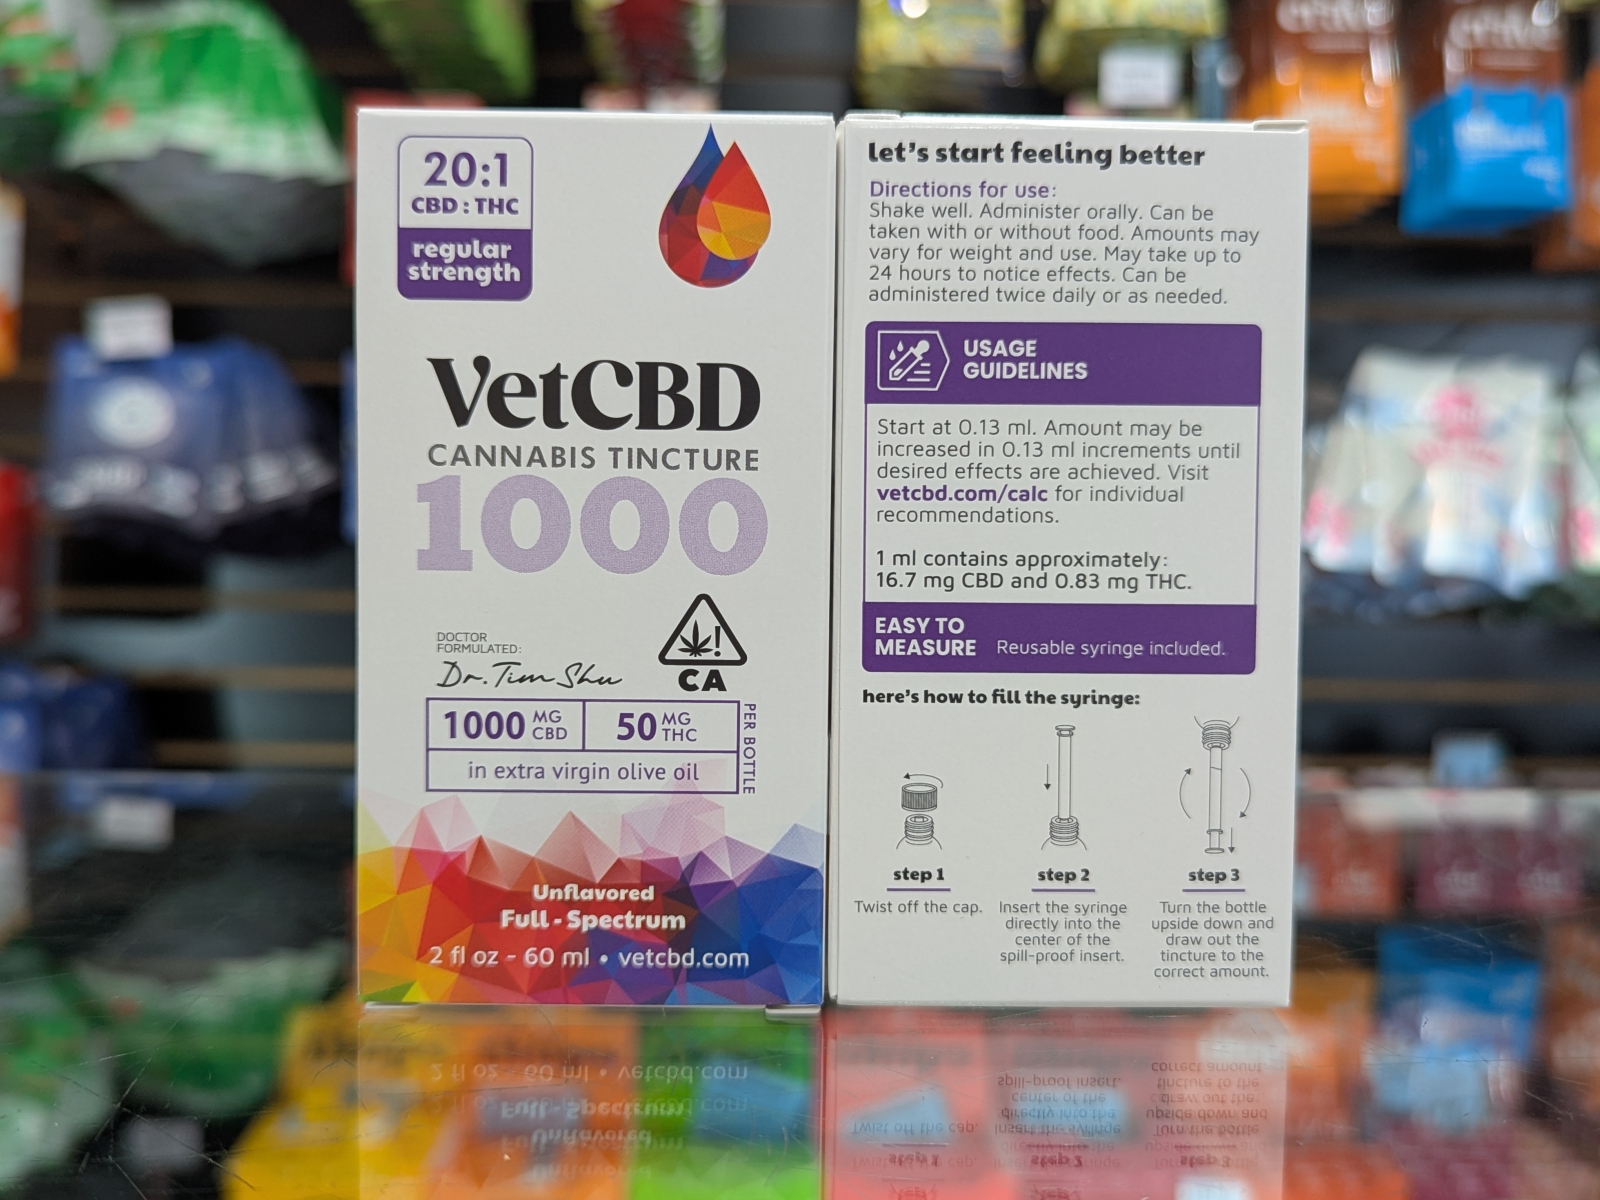 20:1
CBD : THC
regular
strength
VetCBD
CANNABIS TINCTURE
1000
DOCTOR
FORMULATED:
Dr. Tim Shu
CA
1000 MG CBD
50 MG THC
PER BOTTLE
in extra virgin olive oil
Unflavored
Full - Spectrum
2 fl oz - 60 ml • vetcbd.com
let's start feeling better
Directions for use:
Shake well. Administer orally. Can be
taken with or without food. Amounts may
vary for weight and use. May take up to
24 hours to notice effects. Can be
administered twice daily or as needed.
USAGE
GUIDELINES
Start at 0.13 ml. Amount may be
increased in 0.13 ml increments until
desired effects are achieved. Visit
vetcbd.com/calc for individual
recommendations.
1 ml contains approximately:
16.7 mg CBD and 0.83 mg THC.
EASY TO
MEASURE
Reusable syringe included.
here's how to fill the syringe:
step 1
Twist off the cap.
step 2
Insert the syringe
directly into the
center of the
spill-proof insert.
step 3
Turn the bottle
upside down and
draw out the
tincture to the
correct amount.